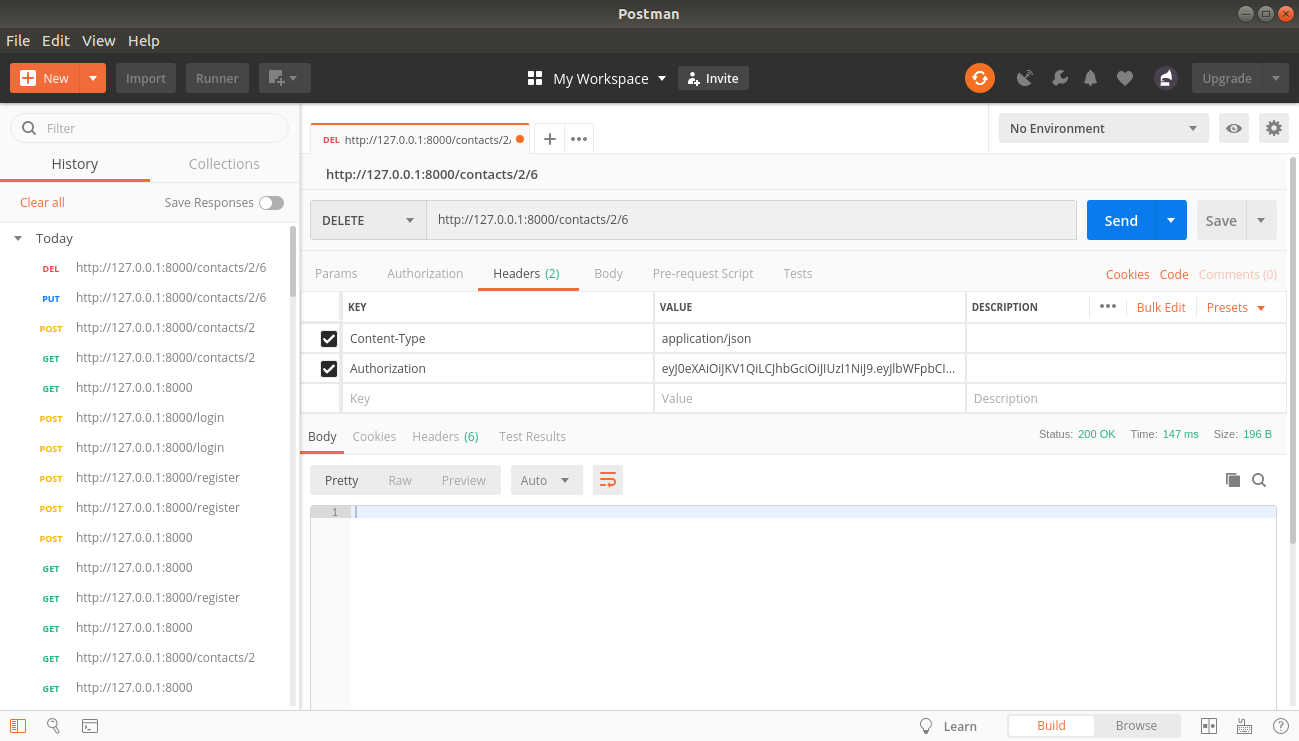 Postman
File Edit View Help
New Import Runner My Workspace Invite Upgrade
Filter
History Collections
Clear all Save Responses
Today
DEL http://127.0.0.1:8000/contacts/2/6
PUT http://127.0.0.1:8000/contacts/2/6
POST http://127.0.0.1:8000/contacts/2
GET http://127.0.0.1:8000/contacts/2
GET http://127.0.0.1:8000
POST http://127.0.0.1:8000/login
POST http://127.0.0.1:8000/login
POST http://127.0.0.1:8000/register
POST http://127.0.0.1:8000/register
POST http://127.0.0.1:8000
GET http://127.0.0.1:8000
GET http://127.0.0.1:8000/register
GET http://127.0.0.1:8000
GET http://127.0.0.1:8000/contacts/2
GET http://127.0.0.1:8000
DEL http://127.0.0.1:8000/contacts/2/
No Environment
http://127.0.0.1:8000/contacts/2/6
DELETE http://127.0.0.1:8000/contacts/2/6 Send Save
Params Authorization Headers (2) Body Pre-request Script Tests Cookies Code Comments (0)
KEY VALUE DESCRIPTION ••• Bulk Edit Presets
Content-Type application/json
Authorization eyJ0eXAiOiJKV1QiLCJhbGciOiJIUzI1NiJ9.eyJlbWFpbCI...
Key Value Description
Body Cookies Headers (6) Test Results Status: 200 OK Time: 147 ms Size: 196 B
Pretty Raw Preview Auto
1
Learn Build Browse